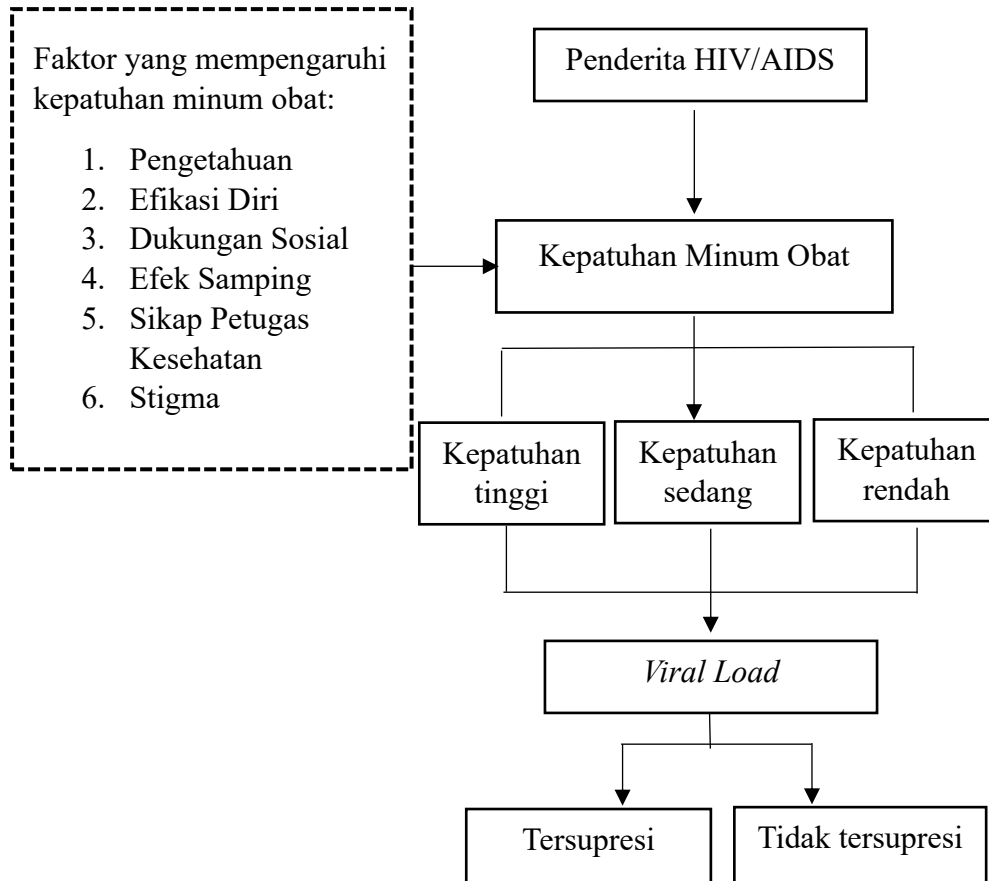 Faktor yang mempengaruhi
kepatuhan minum obat:
1. Pengetahuan
2. Efikasi Diri
3. Dukungan Sosial
4. Efek Samping
5. Sikap Petugas
Kesehatan
6. Stigma
Penderita HIV/AIDS
Kepatuhan Minum Obat
Kepatuhan
tinggi
Kepatuhan
sedang
Kepatuhan
rendah
Viral Load
Tersupresi
Tidak tersupresi